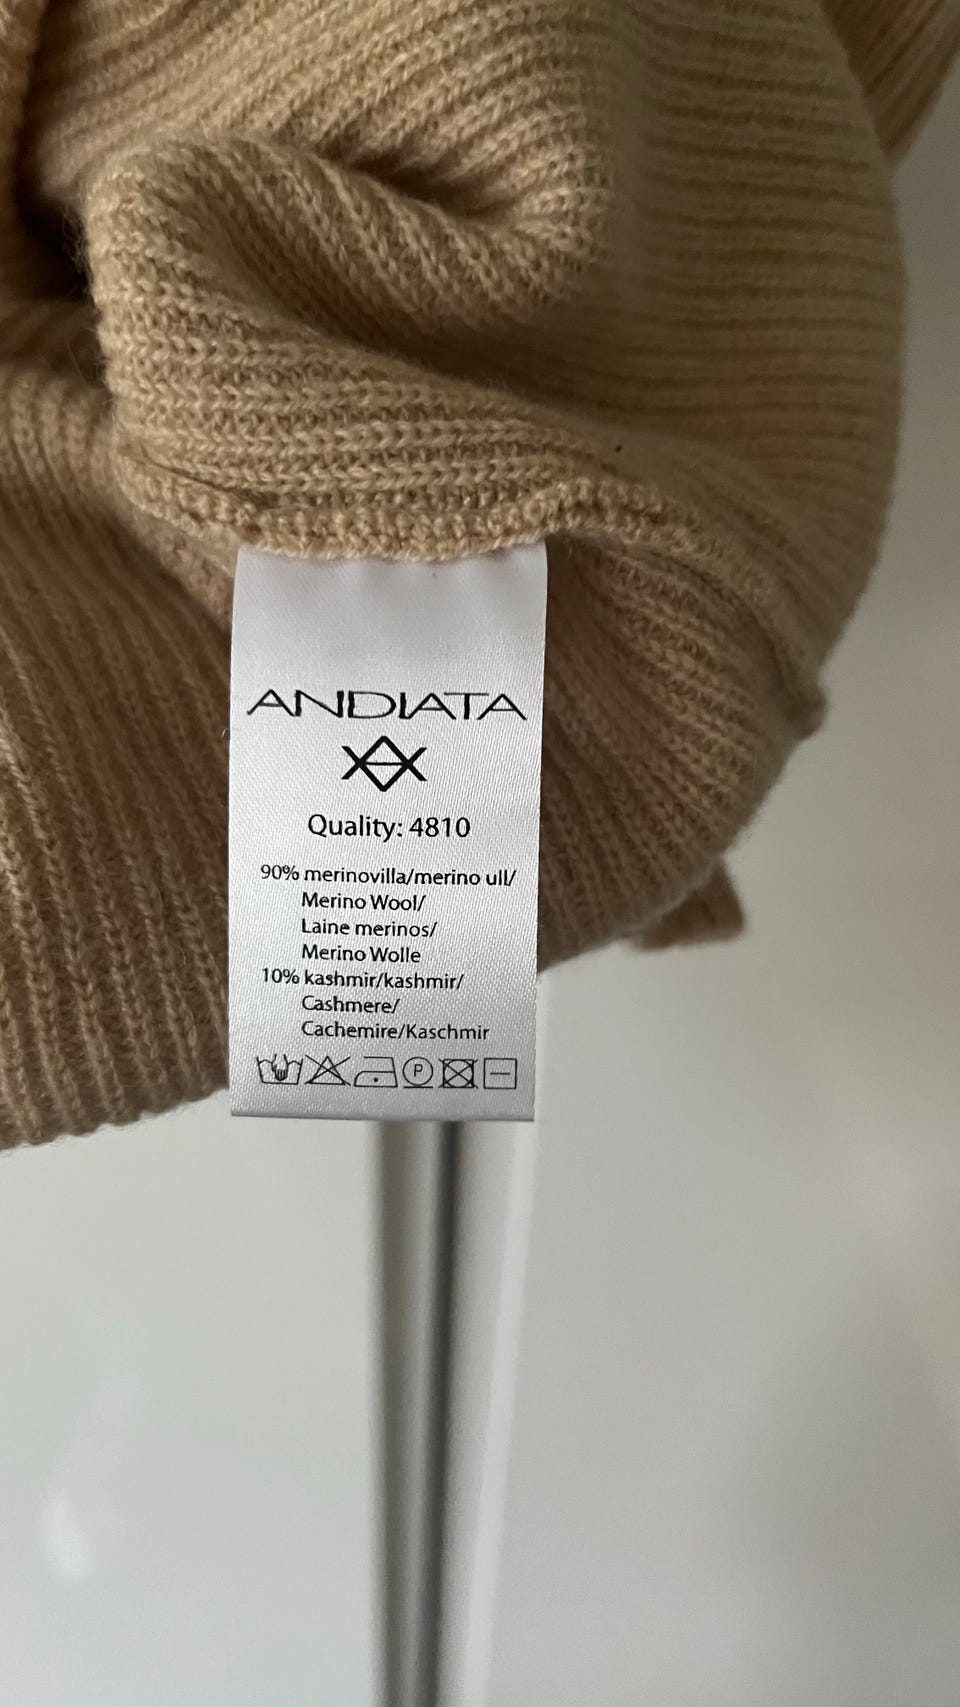 ANDIATA
Quality: 4810
90% merinovilla/merino ull/
Merino Wool/
Laine merinos/
Merino Wolle
10% kashmir/kashmir/
Cashmere/
Cachemire/Kaschmir
P